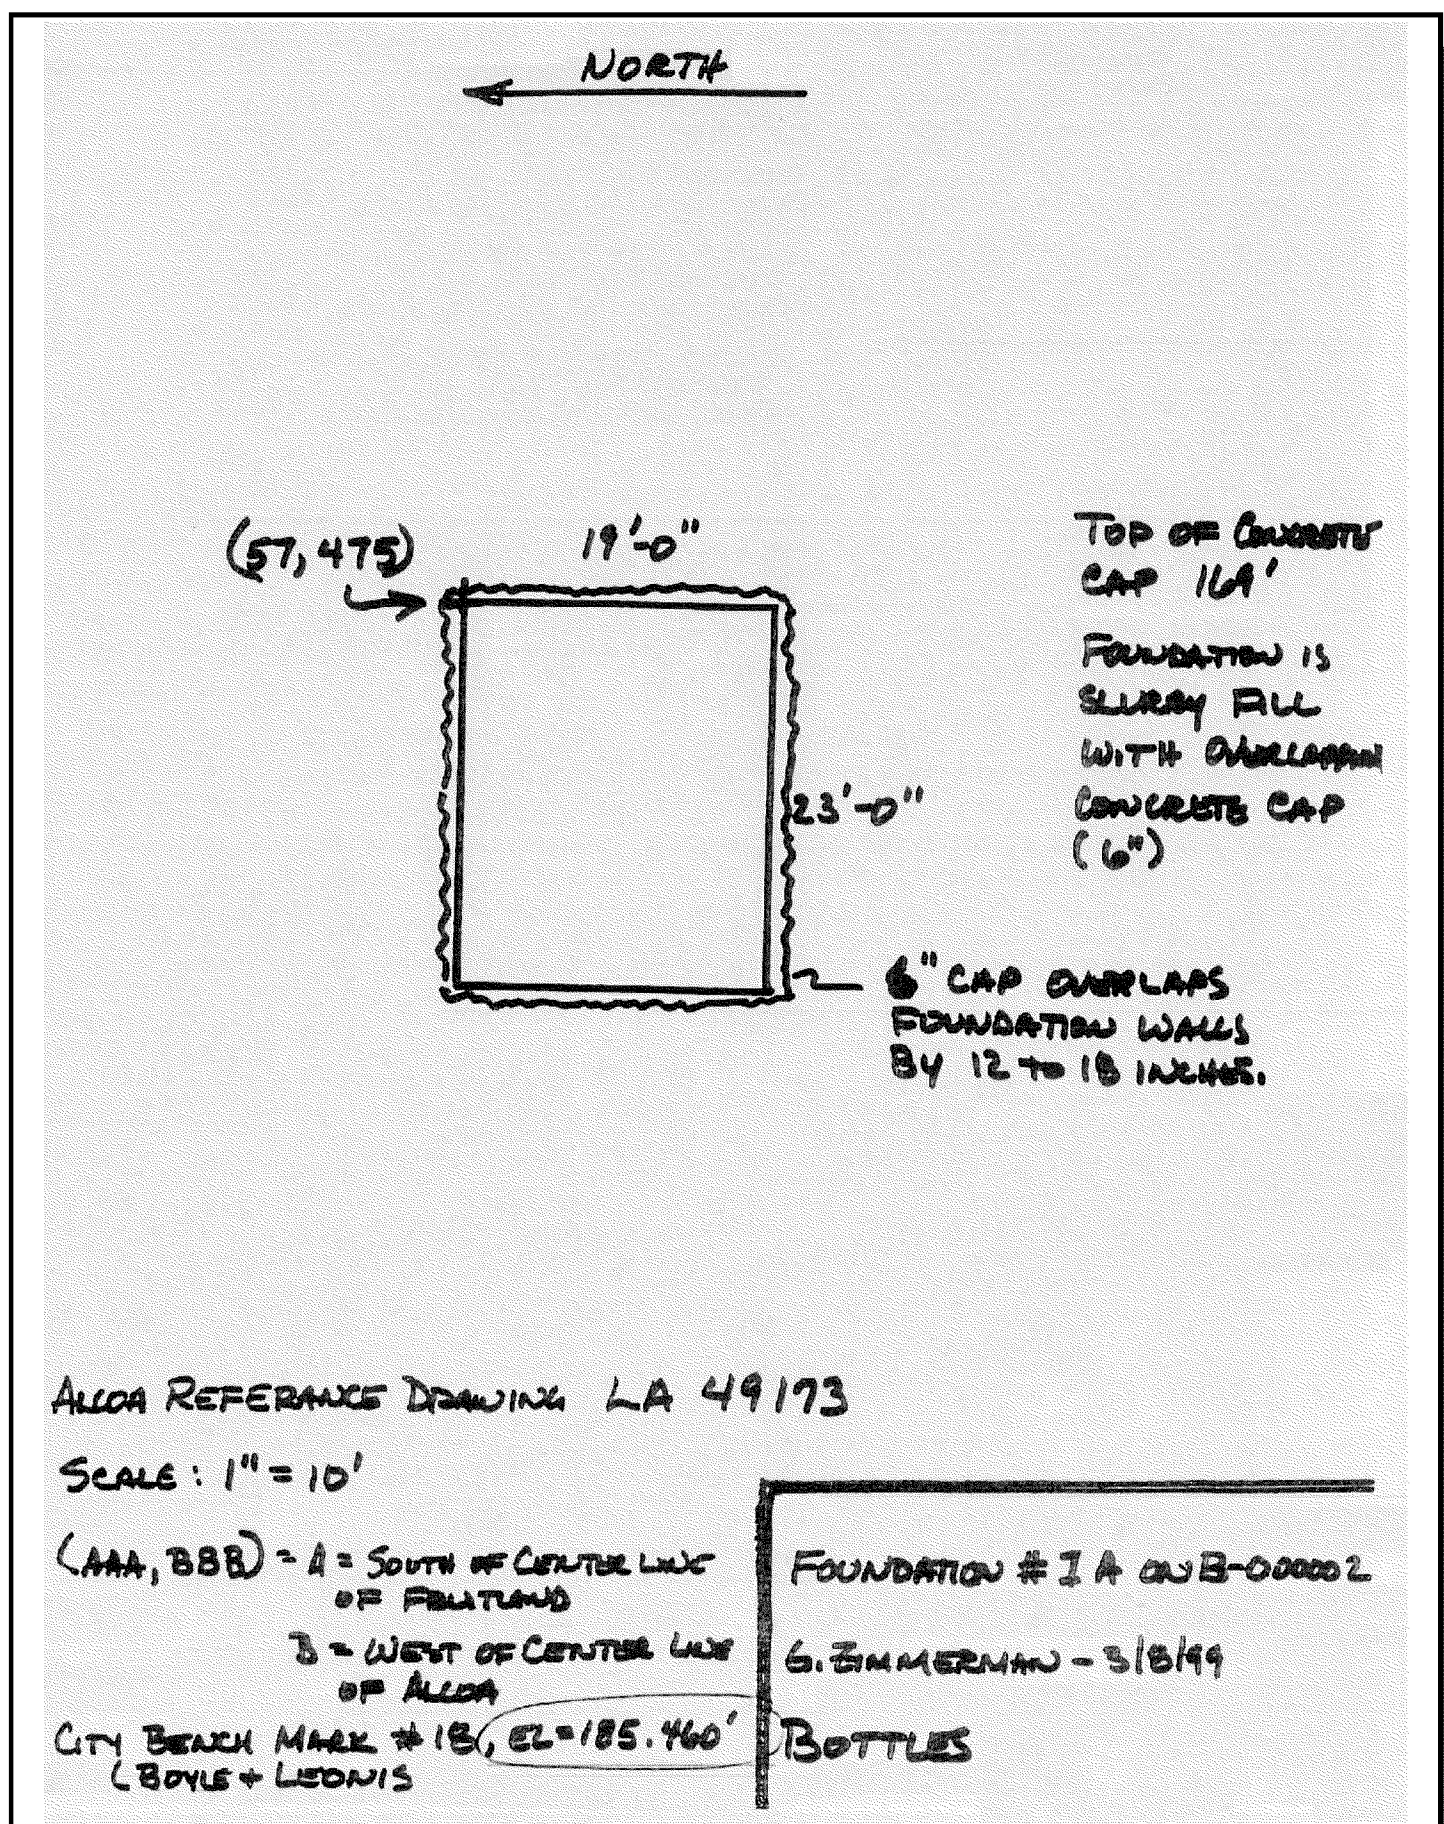 NORTH
(57, 475)
19'-0"
TOP OF CONCRETE
CAP 169'
FOUNDATION IS
SLURRY FILL
WITH OVERLAPPIN
CONCRETE CAP
(6")
23'-0"
6" CAP OVERLAPS
FOUNDATION WALLS
BY 12 TO 18 INCHES.
ALCOA REFERANCE DRAWING LA 49173
SCALE: 1" = 10'
(AAA, BBB) - A = SOUTH OF CENTER LINE
OF FRUITLAND
B = WEST OF CENTER LINE
OF ALCOA
CITY BENCH MARK #18, EL=185.460'
(BOYLE + LEONIS
FOUNDATION # I A ON B-000002
G. ZIMMERMAN - 3/8/99
BOTTLES